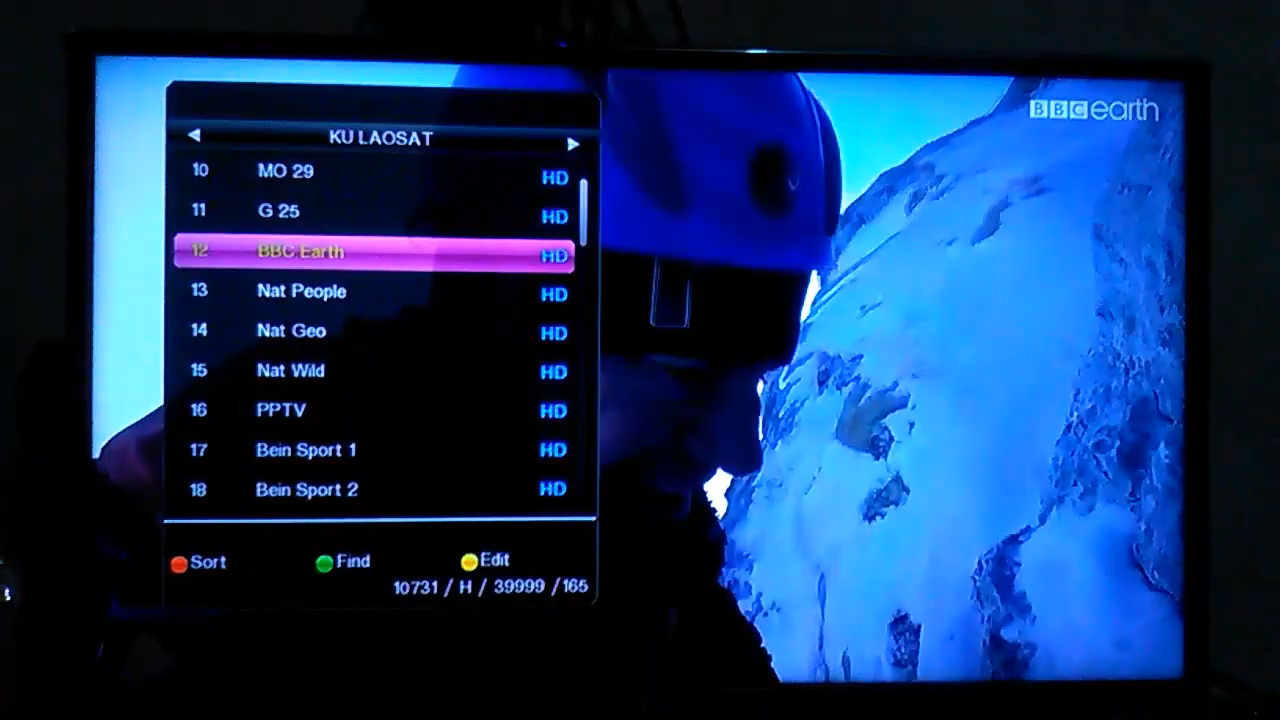 BBC earth
KU LAOSAT
10 MO 29 HD
11 G 25 HD
12 BBC Earth HD
13 Nat People HD
14 Nat Geo HD
15 Nat Wild HD
16 PPTV HD
17 Bein Sport 1 HD
18 Bein Sport 2 HD
Sort Find Edit
10731 / H / 39999 /165